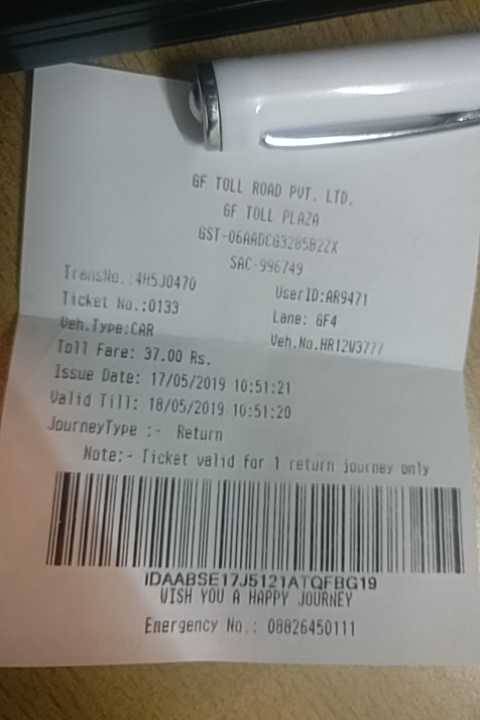 GF TOLL ROAD PVT. LTD.
GF TOLL PLAZA
GST-06AADCG3285B2ZX
SAC-996749
TransNo.:4H5J0470 UserID:AR9471
Ticket No.:0133 Lane: GF4
Veh.Type:CAR Veh.No.HR12W3777
Toll Fare: 37.00 Rs.
Issue Date: 17/05/2019 10:51:21
Valid Till: 18/05/2019 10:51:20
JourneyType :- Return
Note:- Ticket valid for 1 return journey only
IDAABSE17J5121ATQFBG19
WISH YOU A HAPPY JOURNEY
Emergency No.: 08826450111